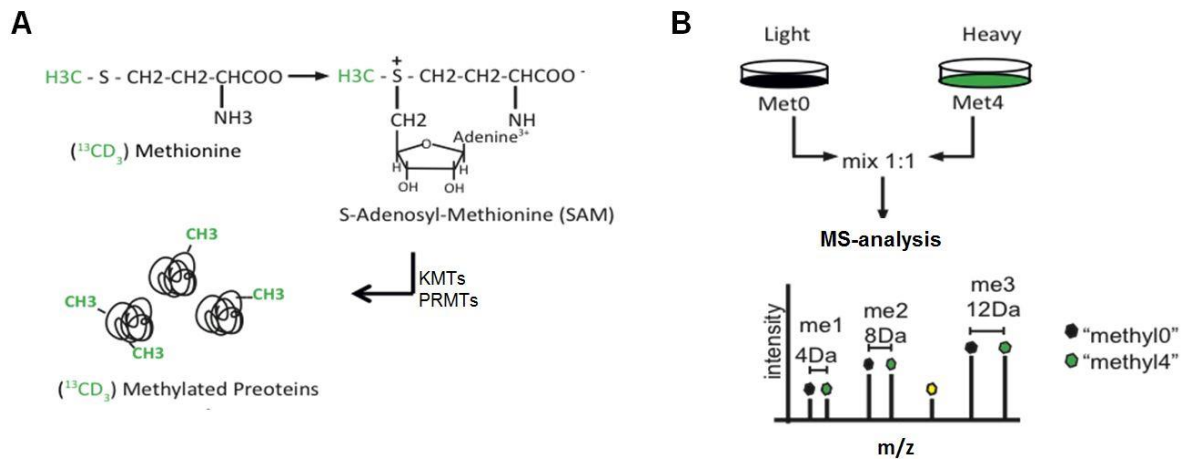 A
H3C - S - CH2-CH2-CHCOO
NH3
(¹³CD₃) Methionine
+
H3C - S - CH2-CH2-CHCOO -
CH2
NH
Adenine³⁺
O
H
H
OH
OH
S-Adenosyl-Methionine (SAM)
KMTs
PRMTs
CH3
CH3
CH3
CH3
(¹³CD₃) Methylated Preoteins
B
Light
Heavy
Met0
Met4
mix 1:1
MS-analysis
intensity
me1
4Da
me2
8Da
me3
12Da
"methyl0"
"methyl4"
m/z